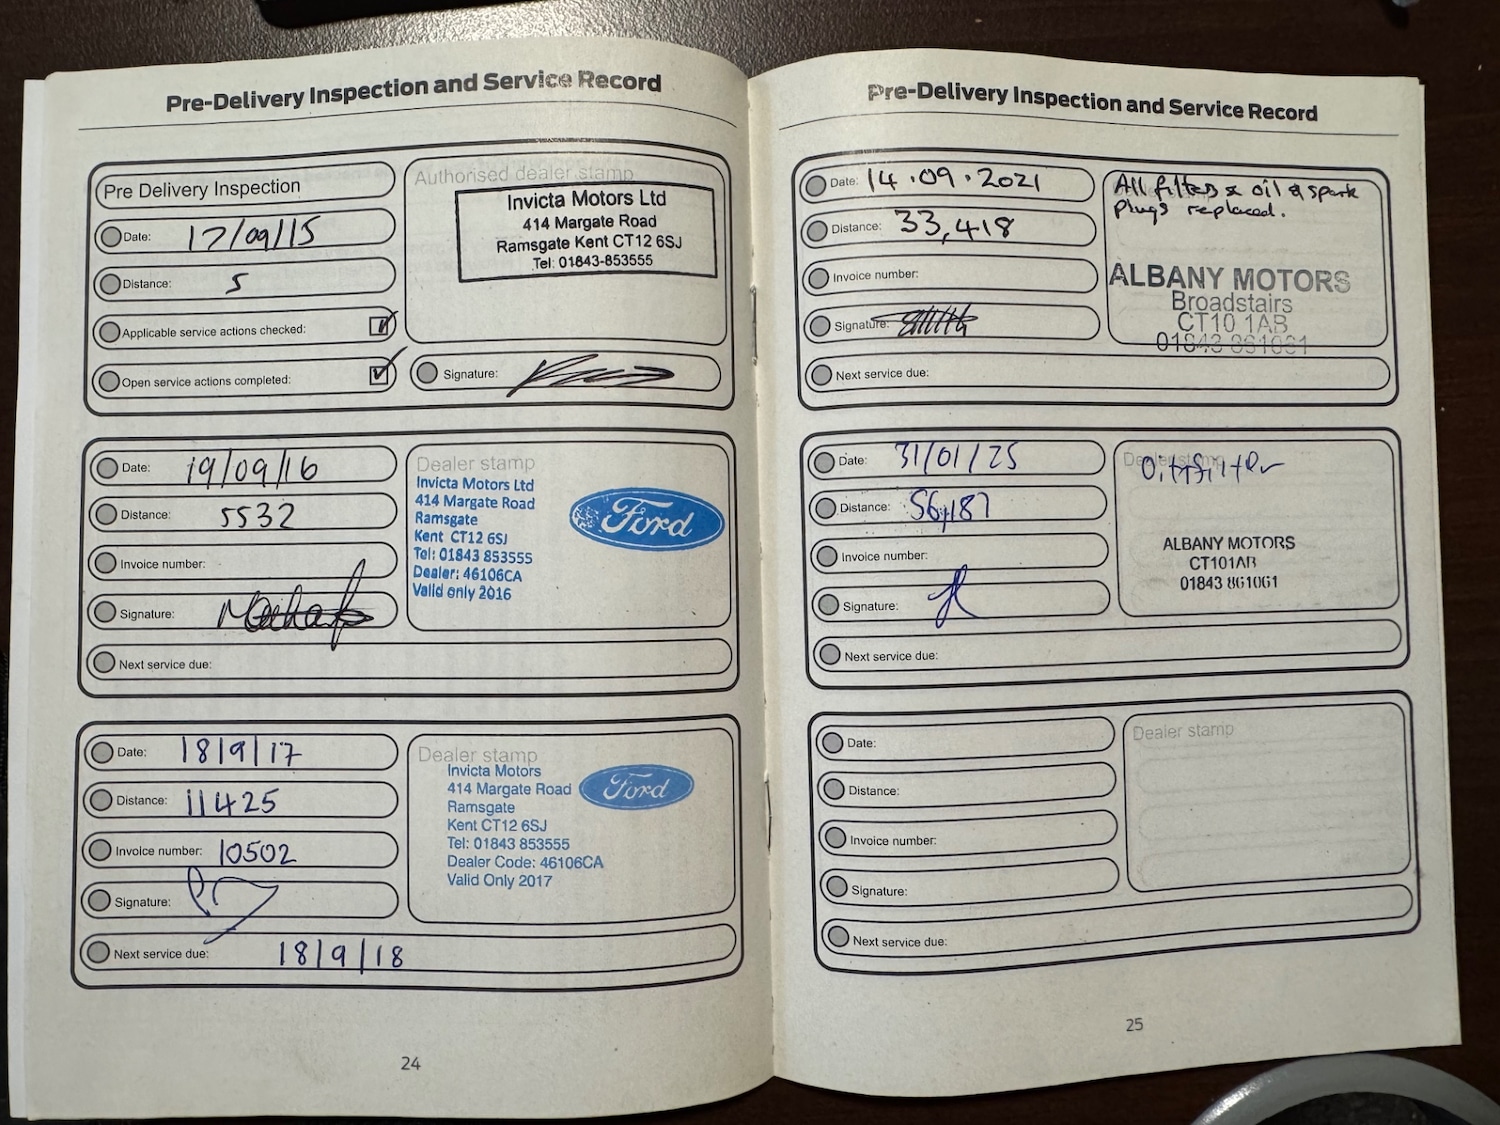 Pre-Delivery Inspection and Service Record
Pre Delivery Inspection
Date: 17/09/15
Distance: 5
Applicable service actions checked:
Open service actions completed:
Authorised dealer stamp
Invicta Motors Ltd
414 Margate Road
Ramsgate Kent CT12 6SJ
Tel: 01843-853555
Signature:
Date: 19/09/16
Distance: 5532
Invoice number:
Signature:
Next service due:
Dealer stamp
Invicta Motors Ltd
414 Margate Road
Ramsgate
Kent CT12 6SJ
Tel: 01843 853555
Dealer: 46106CA
Valid only 2016
Ford
Date: 18/9/17
Distance: 11425
Invoice number: 10502
Signature:
Next service due: 18/9/18
Dealer stamp
Invicta Motors
414 Margate Road
Ramsgate
Kent CT12 6SJ
Tel: 01843 853555
Dealer Code: 46106CA
Valid Only 2017
Ford
24
Pre-Delivery Inspection and Service Record
Date: 14.09.2021
Distance: 33,418
Invoice number:
Signature:
Next service due:
All filters & oil & spark
plugs replaced.
ALBANY MOTORS
Broadstairs
CT10 1AB
01843 861061
Date: 31/01/25
Distance: 56,187
Invoice number:
Signature:
Next service due:
Dealer stamp
Oil+filter
ALBANY MOTORS
CT101AB
01843 861061
Date:
Distance:
Invoice number:
Signature:
Next service due:
Dealer stamp
25